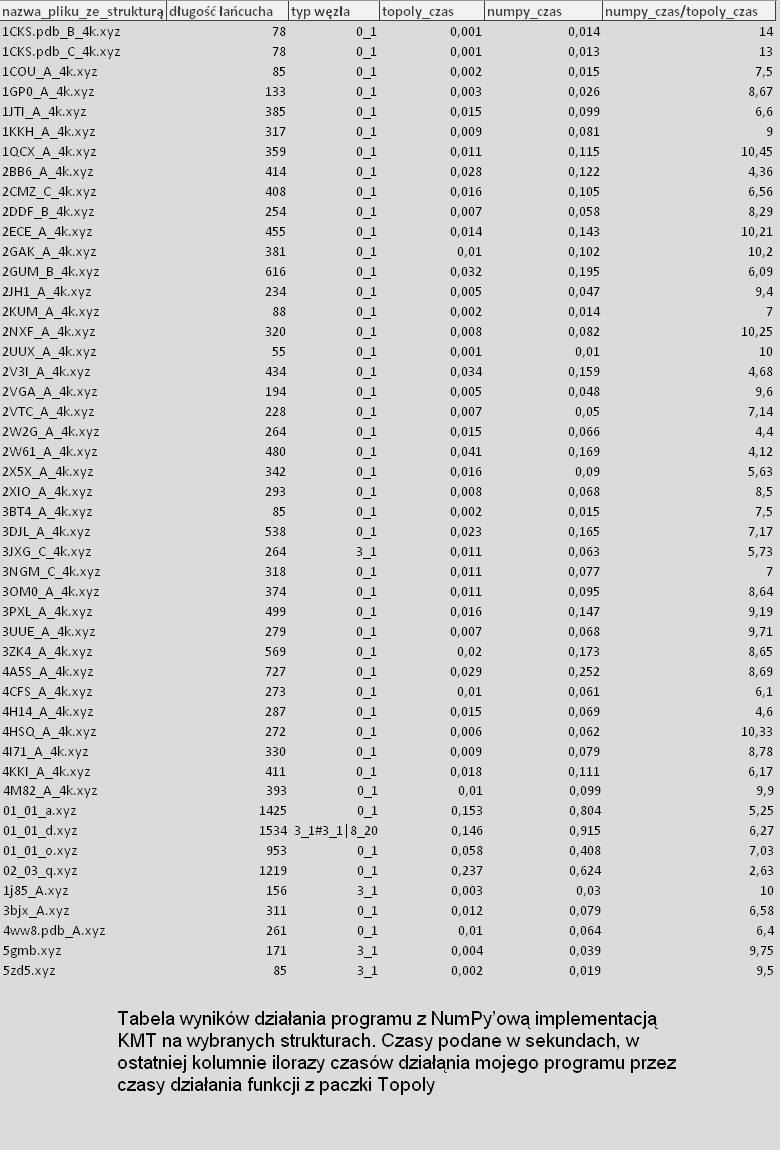 nazwa_pliku_ze_strukturą długość łańcucha typ węzła topoly_czas numpy_czas numpy_czas/topoly_czas
1CKS.pdb_B_4k.xyz 78 0_1 0,001 0,014 14
1CKS.pdb_C_4k.xyz 78 0_1 0,001 0,013 13
1COU_A_4k.xyz 85 0_1 0,002 0,015 7,5
1GP0_A_4k.xyz 133 0_1 0,003 0,026 8,67
1JTI_A_4k.xyz 385 0_1 0,015 0,099 6,6
1KKH_A_4k.xyz 317 0_1 0,009 0,081 9
1QCX_A_4k.xyz 359 0_1 0,011 0,115 10,45
2BB6_A_4k.xyz 414 0_1 0,028 0,122 4,36
2CMZ_C_4k.xyz 408 0_1 0,016 0,105 6,56
2DDF_B_4k.xyz 254 0_1 0,007 0,058 8,29
2ECE_A_4k.xyz 455 0_1 0,014 0,143 10,21
2GAK_A_4k.xyz 381 0_1 0,01 0,102 10,2
2GUM_B_4k.xyz 616 0_1 0,032 0,195 6,09
2JH1_A_4k.xyz 234 0_1 0,005 0,047 9,4
2KUM_A_4k.xyz 88 0_1 0,002 0,014 7
2NXF_A_4k.xyz 320 0_1 0,008 0,082 10,25
2UUX_A_4k.xyz 55 0_1 0,001 0,01 10
2V3I_A_4k.xyz 434 0_1 0,034 0,159 4,68
2VGA_A_4k.xyz 194 0_1 0,005 0,048 9,6
2VTC_A_4k.xyz 228 0_1 0,007 0,05 7,14
2W2G_A_4k.xyz 264 0_1 0,015 0,066 4,4
2W61_A_4k.xyz 480 0_1 0,041 0,169 4,12
2X5X_A_4k.xyz 342 0_1 0,016 0,09 5,63
2XIO_A_4k.xyz 293 0_1 0,008 0,068 8,5
3BT4_A_4k.xyz 85 0_1 0,002 0,015 7,5
3DJL_A_4k.xyz 538 0_1 0,023 0,165 7,17
3JXG_C_4k.xyz 264 3_1 0,011 0,063 5,73
3NGM_C_4k.xyz 318 0_1 0,011 0,077 7
3OM0_A_4k.xyz 374 0_1 0,011 0,095 8,64
3PXL_A_4k.xyz 499 0_1 0,016 0,147 9,19
3UUE_A_4k.xyz 279 0_1 0,007 0,068 9,71
3ZK4_A_4k.xyz 569 0_1 0,02 0,173 8,65
4A5S_A_4k.xyz 727 0_1 0,029 0,252 8,69
4CFS_A_4k.xyz 273 0_1 0,01 0,061 6,1
4H14_A_4k.xyz 287 0_1 0,015 0,069 4,6
4HSQ_A_4k.xyz 272 0_1 0,006 0,062 10,33
4I71_A_4k.xyz 330 0_1 0,009 0,079 8,78
4KKI_A_4k.xyz 411 0_1 0,018 0,111 6,17
4M82_A_4k.xyz 393 0_1 0,01 0,099 9,9
01_01_a.xyz 1425 0_1 0,153 0,804 5,25
01_01_d.xyz 1534 3_1#3_1|8_20 0,146 0,915 6,27
01_01_o.xyz 953 0_1 0,058 0,408 7,03
02_03_q.xyz 1219 0_1 0,237 0,624 2,63
1j85_A.xyz 156 3_1 0,003 0,03 10
3bjx_A.xyz 311 0_1 0,012 0,079 6,58
4ww8.pdb_A.xyz 261 0_1 0,01 0,064 6,4
5gmb.xyz 171 3_1 0,004 0,039 9,75
5zd5.xyz 85 3_1 0,002 0,019 9,5
Tabela wyników działania programu z NumPy'ową implementacją
KMT na wybranych strukturach. Czasy podane w sekundach, w
ostatniej kolumnie ilorazy czasów działąnia mojego programu przez
czasy działania funkcji z paczki Topoly